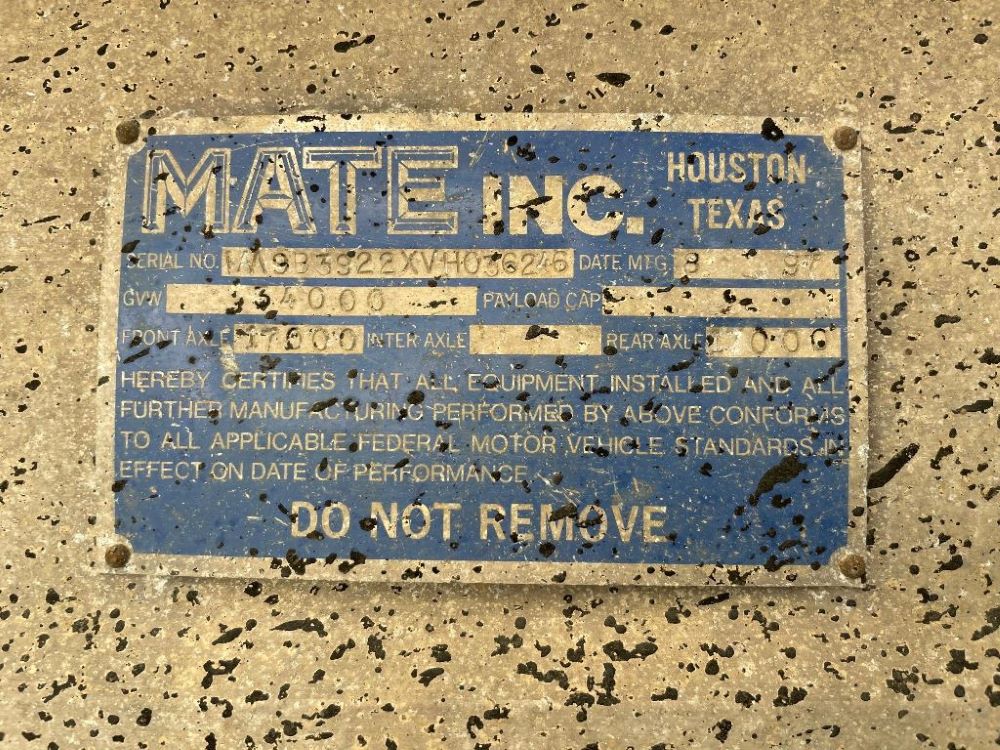 MATE INC. HOUSTON
TEXAS
SERIAL NO. DATE MFG 8 97
GVW 34000 PAYLOAD CAP
FRONT AXLE 17000 INTER AXLE REAR AXLE
HEREBY CERTIFIES THAT ALL EQUIPMENT INSTALLED AND ALL
FURTHER MANUFACTURING PERFORMED BY ABOVE CONFORMS
TO ALL APPLICABLE FEDERAL MOTOR VEHICLE STANDARDS IN
EFFECT ON DATE OF PERFORMANCE
DO NOT REMOVE